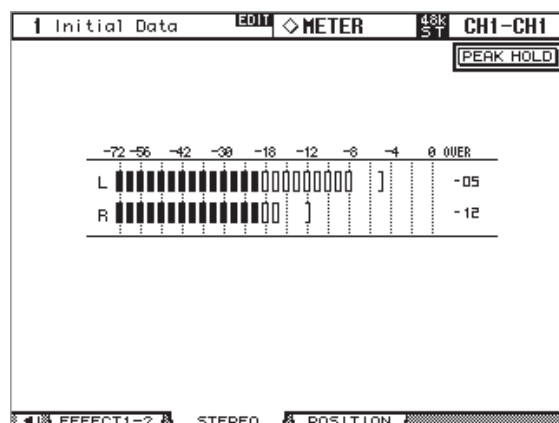 1 Initial Data EDIT ◇METER 48K ST CH1-CH1
PEAK HOLD
-72 -56 -42 -30 -18 -12 -8 -4 0 OVER
L -05
R -12
EFFECT1-2 STEREO POSITION